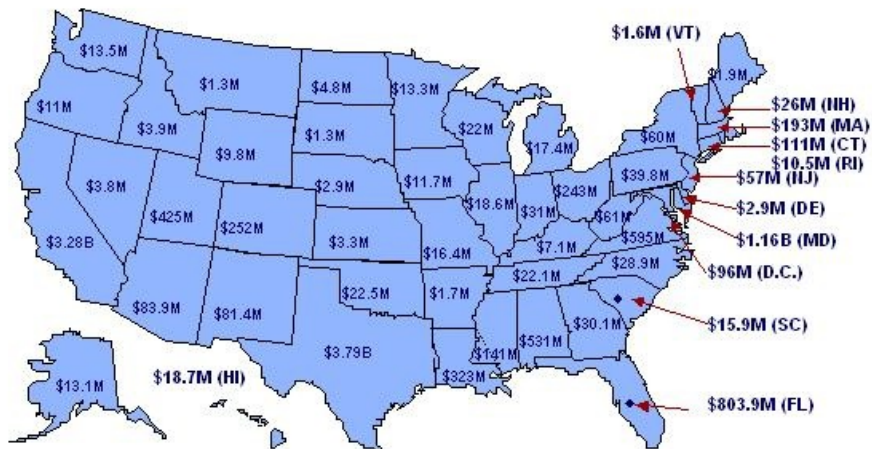 $1.6M (VT)
$13.5M
$1.3M
$4.8M
$13.3M
$1.9M
$11M
$3.9M
$1.3M
$22M
$17.4M
$60M
$26M (NH)
$193M (MA)
$111M (CT)
$10.5M (RI)
$9.8M
$39.8M
$57M (NJ)
$3.8M
$2.9M
$11.7M
$18.6M
$31M
$243M
$61M
$2.9M (DE)
$425M
$252M
$3.28B
$3.3M
$16.4M
$7.1M
$595M
$1.16B (MD)
$28.9M
$96M (D.C.)
$22.1M
$83.9M
$81.4M
$22.5M
$1.7M
$15.9M (SC)
$30.1M
$531M
$3.79B
$141M
$323M
$18.7M (HI)
$13.1M
$803.9M (FL)